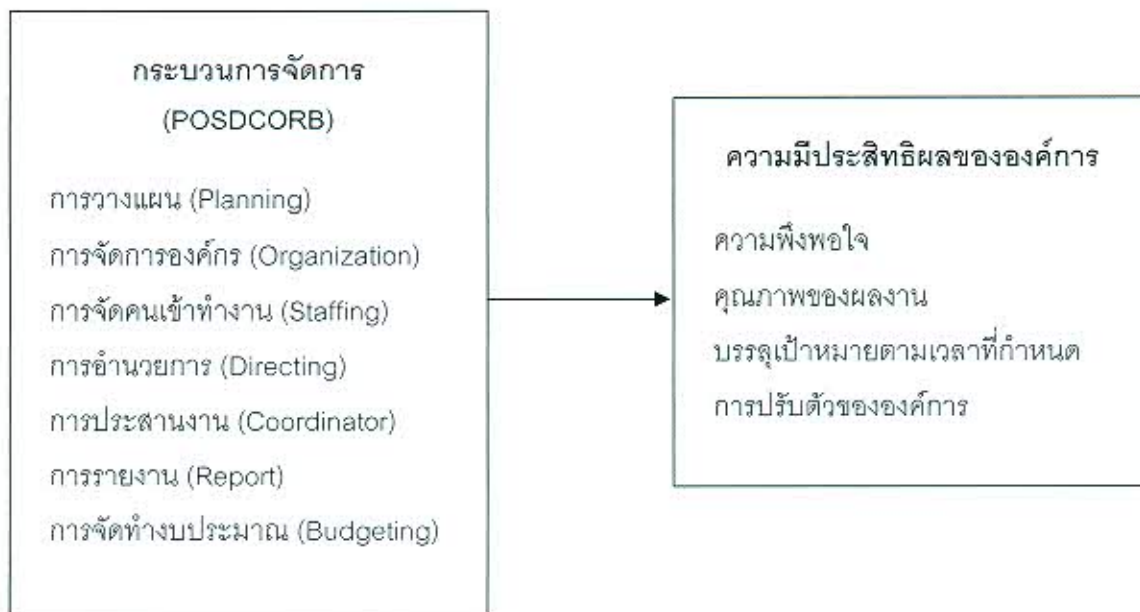 กระบวนการจัดการ
(POSDCORB)
การวางแผน (Planning)
การจัดการองค์กร (Organization)
การจัดคนเข้าทำงาน (Staffing)
การอำนวยการ (Directing)
การประสานงาน (Coordinator)
การรายงาน (Report)
การจัดทำงบประมาณ (Budgeting)
ความมีประสิทธิผลขององค์การ
ความพึงพอใจ
คุณภาพของผลงาน
บรรลุเป้าหมายตามเวลาที่กำหนด
การปรับตัวขององค์การ